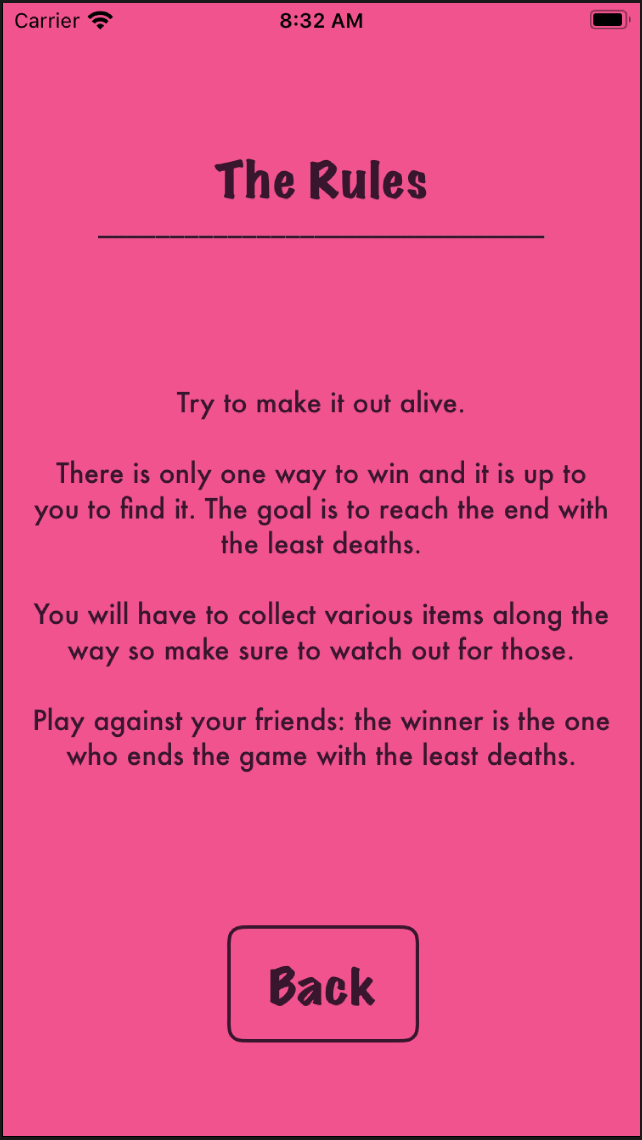 Carrier
8:32 AM
The Rules
Try to make it out alive.
There is only one way to win and it is up to
you to find it. The goal is to reach the end with
the least deaths.
You will have to collect various items along the
way so make sure to watch out for those.
Play against your friends: the winner is the one
who ends the game with the least deaths.
Back